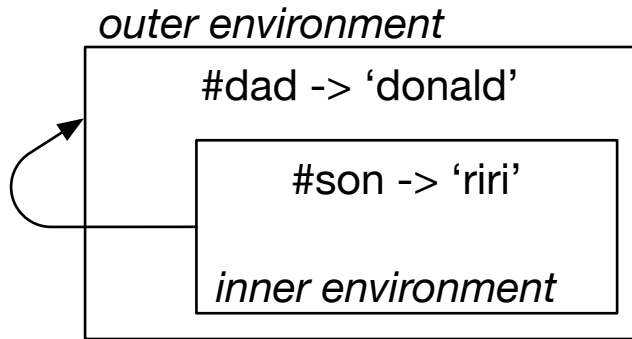 outer environment
#dad -> ‘donald’
#son -> ‘riri’
inner environment